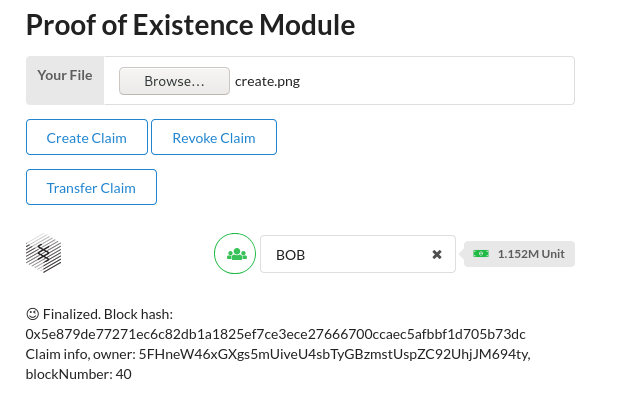 Proof of Existence Module
Your File
Browse... create.png
Create Claim
Revoke Claim
Transfer Claim
BOB
1.152M Unit
😉 Finalized. Block hash:
0x5e879de77271ec6c82db1a1825ef7ce3ece27666700ccaec5afbbf1d705b73dc
Claim info, owner: 5FHneW46xGXgs5mUiveU4sbTyGBzmstUspZC92UhjJM694ty,
blockNumber: 40